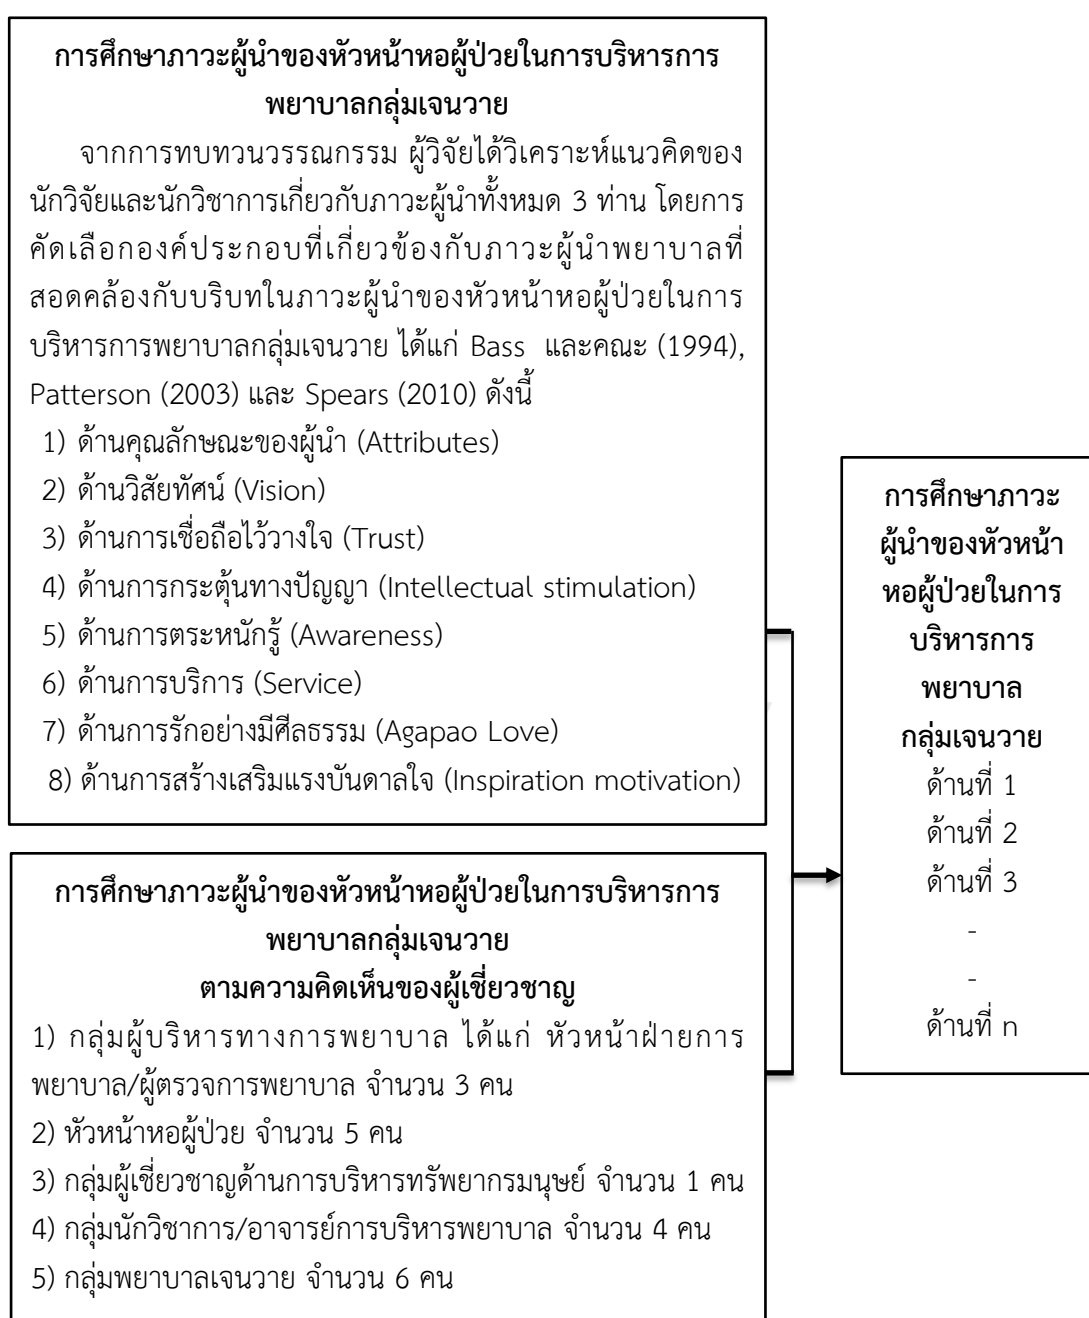 การศึกษาภาวะผู้นำของหัวหน้าหอผู้ป่วยในการบริหารการ
พยาบาลกลุ่มเจนวาย
จากการทบทวนวรรณกรรม ผู้วิจัยได้วิเคราะห์แนวคิดของ
นักวิจัยและนักวิชาการเกี่ยวกับภาวะผู้นำทั้งหมด 3 ท่าน โดยการ
คัดเลือกองค์ประกอบที่เกี่ยวข้องกับภาวะผู้นำพยาบาลที่
สอดคล้องกับบริบทในภาวะผู้นำของหัวหน้าหอผู้ป่วยในการ
บริหารการพยาบาลกลุ่มเจนวาย ได้แก่ Bass และคณะ (1994),
Patterson (2003) และ Spears (2010) ดังนี้
1) ด้านคุณลักษณะของผู้นำ (Attributes)
2) ด้านวิสัยทัศน์ (Vision)
3) ด้านการเชื่อถือไว้วางใจ (Trust)
4) ด้านการกระตุ้นทางปัญญา (Intellectual stimulation)
5) ด้านการตระหนักรู้ (Awareness)
6) ด้านการบริการ (Service)
7) ด้านการรักอย่างมีศีลธรรม (Agapao Love)
8) ด้านการสร้างเสริมแรงบันดาลใจ (Inspiration motivation)
การศึกษาภาวะผู้นำของหัวหน้าหอผู้ป่วยในการบริหารการ
พยาบาลกลุ่มเจนวาย
ตามความคิดเห็นของผู้เชี่ยวชาญ
1) กลุ่มผู้บริหารทางการพยาบาล ได้แก่ หัวหน้าฝ่ายการ
พยาบาล/ผู้ตรวจการพยาบาล จำนวน 3 คน
2) หัวหน้าหอผู้ป่วย จำนวน 5 คน
3) กลุ่มผู้เชี่ยวชาญด้านการบริหารทรัพยากรมนุษย์ จำนวน 1 คน
4) กลุ่มนักวิชาการ/อาจารย์การบริหารพยาบาล จำนวน 4 คน
5) กลุ่มพยาบาลเจนวาย จำนวน 6 คน
การศึกษาภาวะ
ผู้นำของหัวหน้า
หอผู้ป่วยในการ
บริหารการ
พยาบาล
กลุ่มเจนวาย
ด้านที่ 1
ด้านที่ 2
ด้านที่ 3
-
-
ด้านที่ n